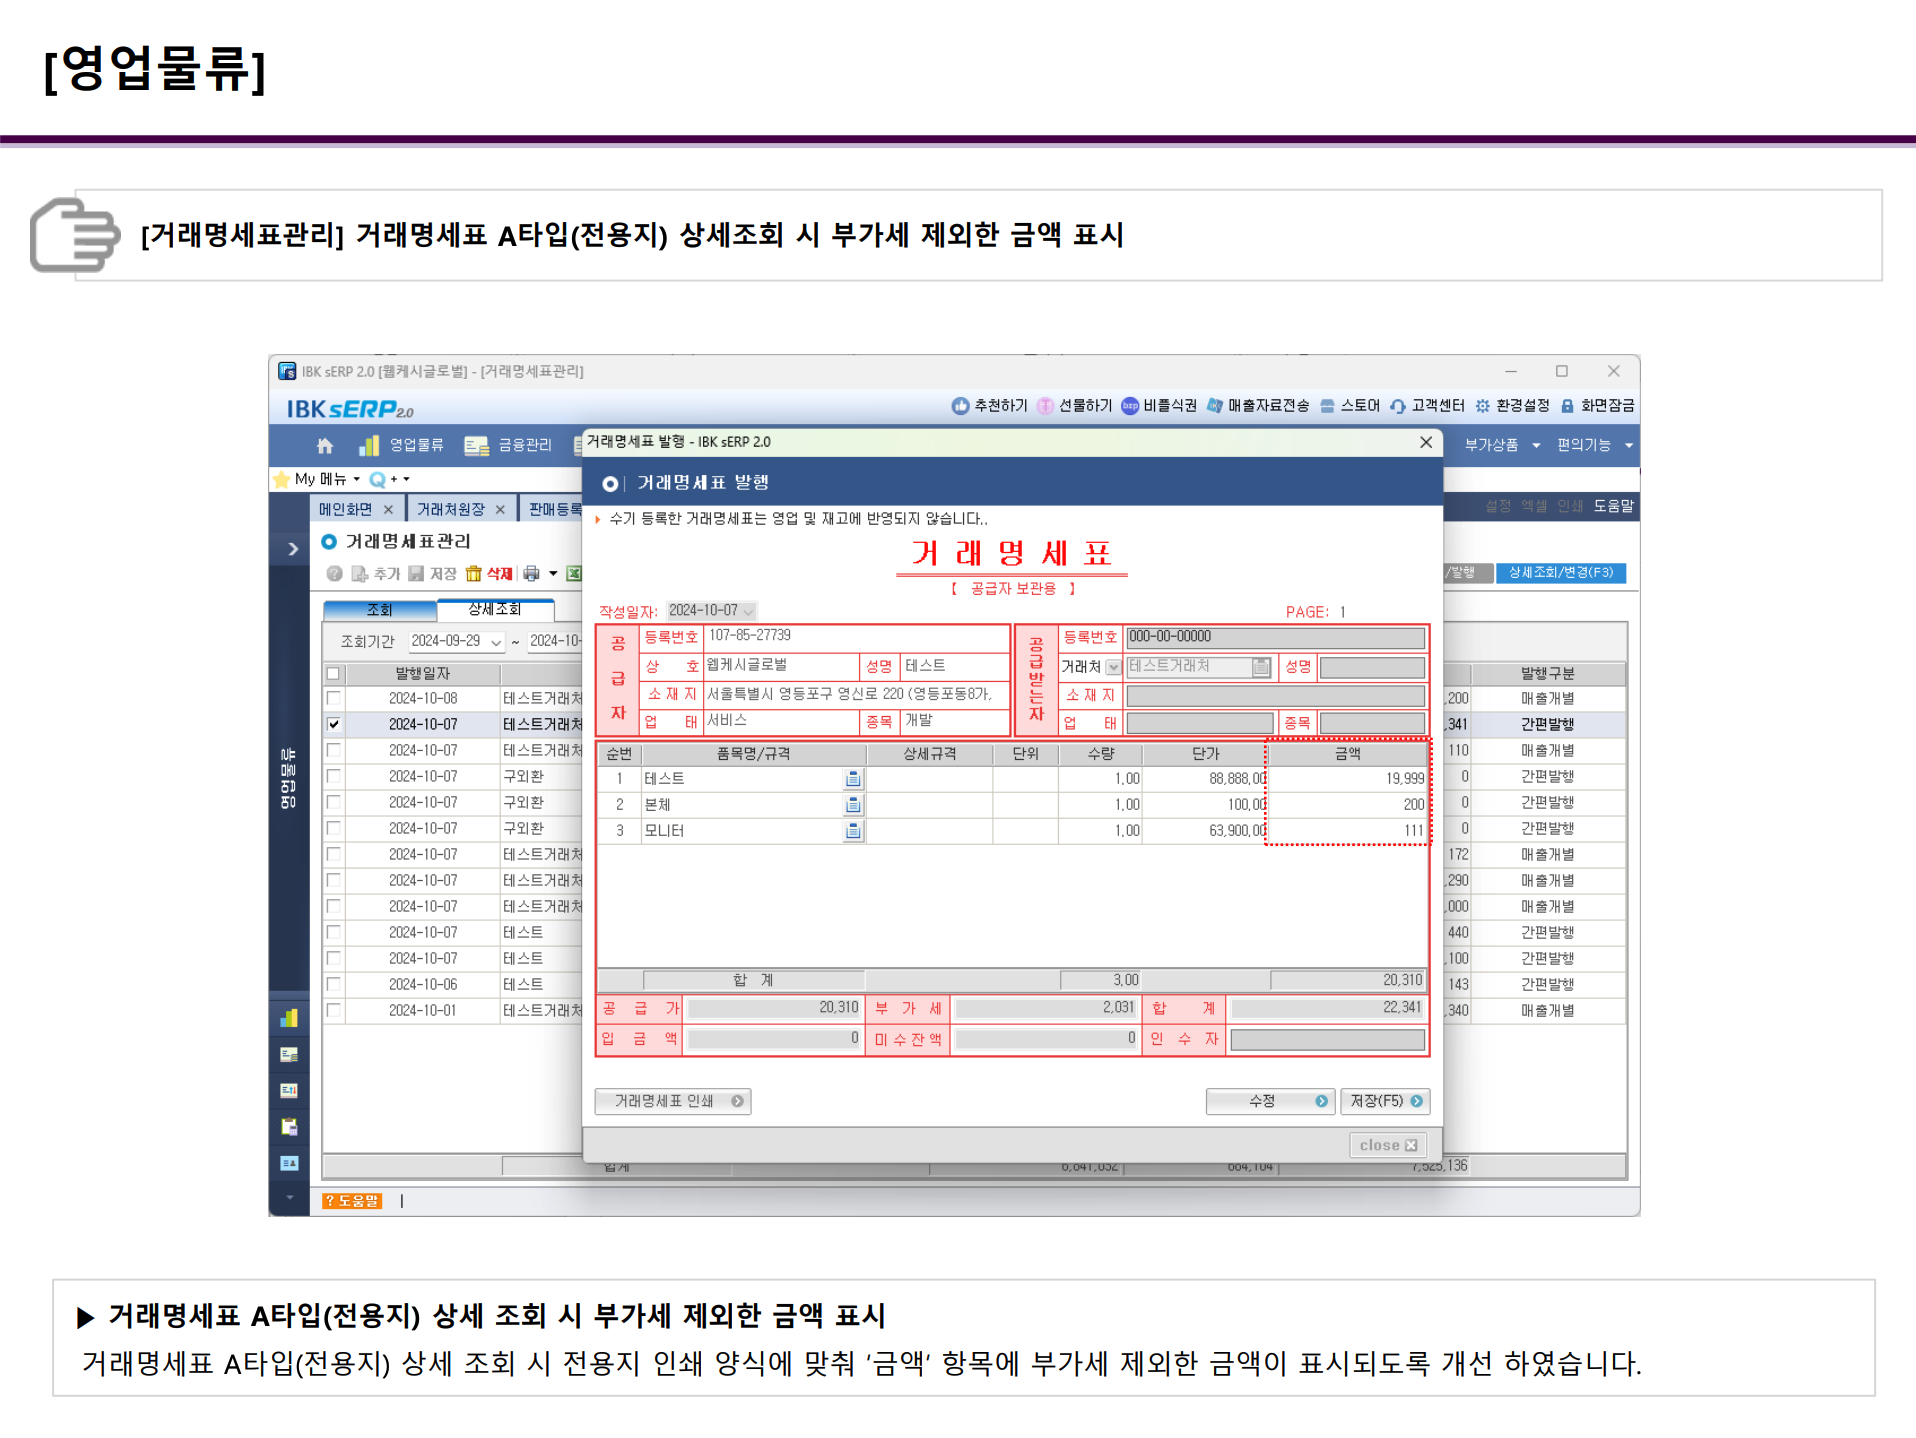 [영업물류]
[거래명세표관리] 거래명세표 A타입(전용지) 상세조회 시 부가세 제외한 금액 표시
IBK sERP 2.0 [웹케시글로벌] - [거래명세표관리]
IBK sERP 2.0
추천하기 선물하기 bzp 비플식권 매출자료전송 스토어 고객센터 환경설정 화면잠금
영업물류 금융관리 부가상품 편의기능
My 메뉴 Q +
메인화면 거래처원장 판매등록 설정 엑셀 인쇄 도움말
거래명세표관리
추가 저장 삭제 /발행 상세조회/변경(F3)
조회 상세조회
조회기간 2024-09-29 ~ 2024-10-
발행일자 발행구분
2024-10-08 테스트거래처 ,200 매출개별
2024-10-07 테스트거래처 ,341 간편발행
2024-10-07 테스트거래처 110 매출개별
2024-10-07 구외환 0 간편발행
2024-10-07 구외환 0 간편발행
2024-10-07 구외환 0 간편발행
2024-10-07 테스트거래처 172 매출개별
2024-10-07 테스트거래처 ,290 매출개별
2024-10-07 테스트거래처 ,000 매출개별
2024-10-07 테스트 440 간편발행
2024-10-07 테스트 ,100 간편발행
2024-10-06 테스트 143 간편발행
2024-10-01 테스트거래처 ,340 매출개별
합계 6,841,032 684,104 7,525,136
영업물류
? 도움말
거래명세표 발행 - IBK sERP 2.0
거래명세표 발행
수기 등록한 거래명세표는 영업 및 재고에 반영되지 않습니다..
거래명세표
【 공급자 보관용 】
작성일자: 2024-10-07 PAGE: 1
공급자 등록번호 107-85-27739
상 호 웹케시글로벌 성명 테스트
소 재 지 서울특별시 영등포구 영신로 220 (영등포동8가,
업 태 서비스 종목 개발
공급받는자 등록번호 000-00-00000
거래처 테스트거래처 성명
소 재 지
업 태 종목
순번 품목명/규격 상세규격 단위 수량 단가 금액
1 테스트 1.00 88,888.00 19,999
2 본체 1.00 100.00 200
3 모니터 1.00 63,900.00 111
합 계 3.00 20,310
공 급 가 20,310 부 가 세 2,031 합 계 22,341
입 금 액 0 미 수 잔 액 0 인 수 자
거래명세표 인쇄 수정 저장(F5)
close
▶ 거래명세표 A타입(전용지) 상세 조회 시 부가세 제외한 금액 표시
거래명세표 A타입(전용지) 상세 조회 시 전용지 인쇄 양식에 맞춰 ‘금액‘ 항목에 부가세 제외한 금액이 표시되도록 개선 하였습니다.